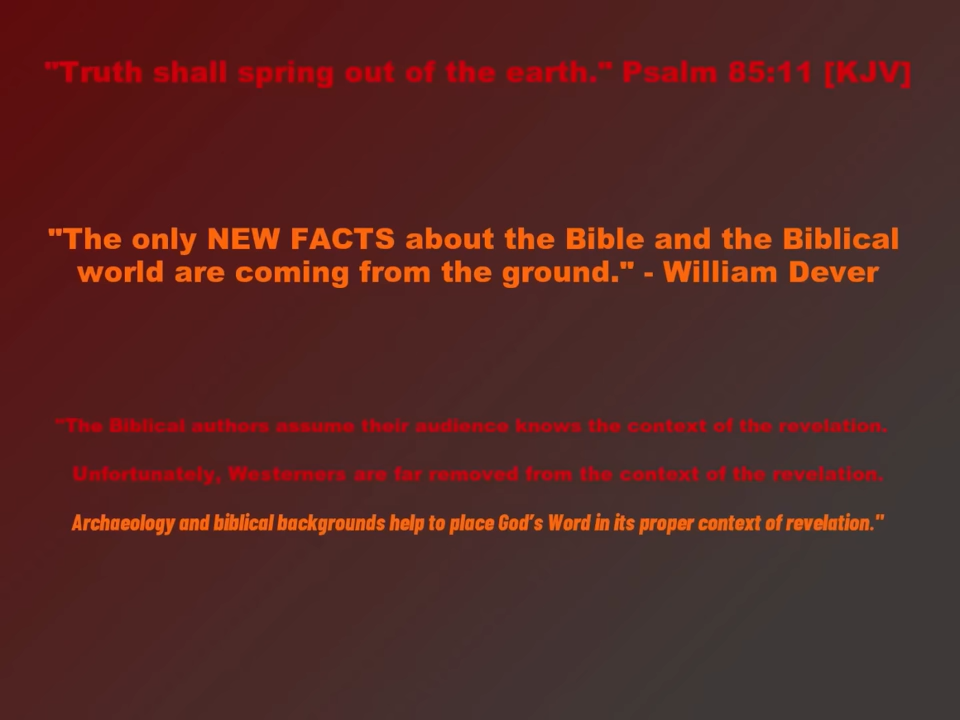 "Truth shall spring out of the earth." Psalm 85:11 [KJV]
"The only NEW FACTS about the Bible and the Biblical
world are coming from the ground." - William Dever
"The Biblical authors assume their audience knows the context of the revelation.
Unfortunately, Westerners are far removed from the context of the revelation.
Archaeology and biblical backgrounds help to place God's Word in its proper context of revelation."